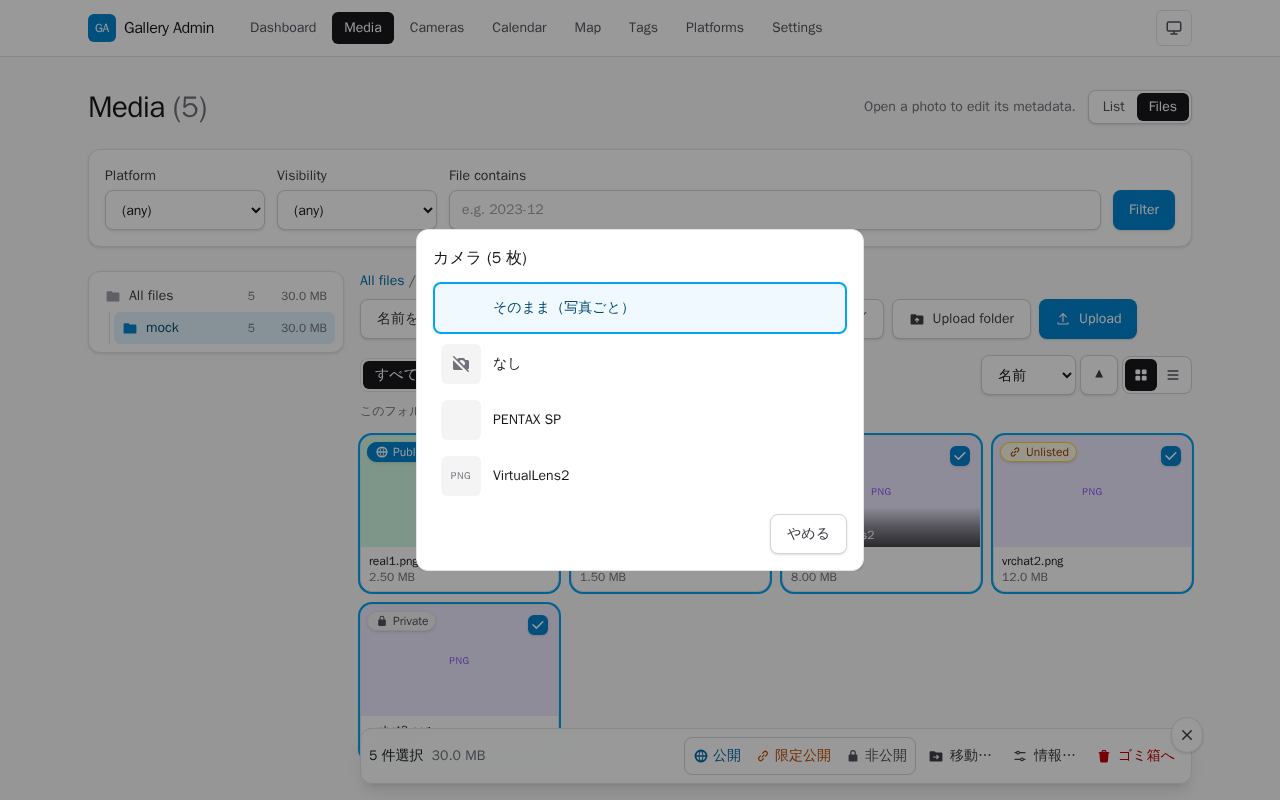 GA Gallery Admin Dashboard Media Cameras Calendar Map Tags Platforms Settings
Media (5)
Open a photo to edit its metadata. List Files
Platform Visibility File contains
(any) (any) e.g. 2023-12 Filter
カメラ (5 枚)
All files 5 30.0 MB
mock 5 30.0 MB
All files /
名前を
Upload folder Upload
そのまま（写真ごと）
なし
PENTAX SP
PNG VirtualLens2
やめる
すべて
名前 ▲
このフォル
Publ
PNG
Unlisted
PNG
real1.png
2.50 MB
1.50 MB
8.00 MB
vrchat2.png
12.0 MB
Private
PNG
5 件選択 30.0 MB 公開 限定公開 非公開 移動… 情報… ゴミ箱へ